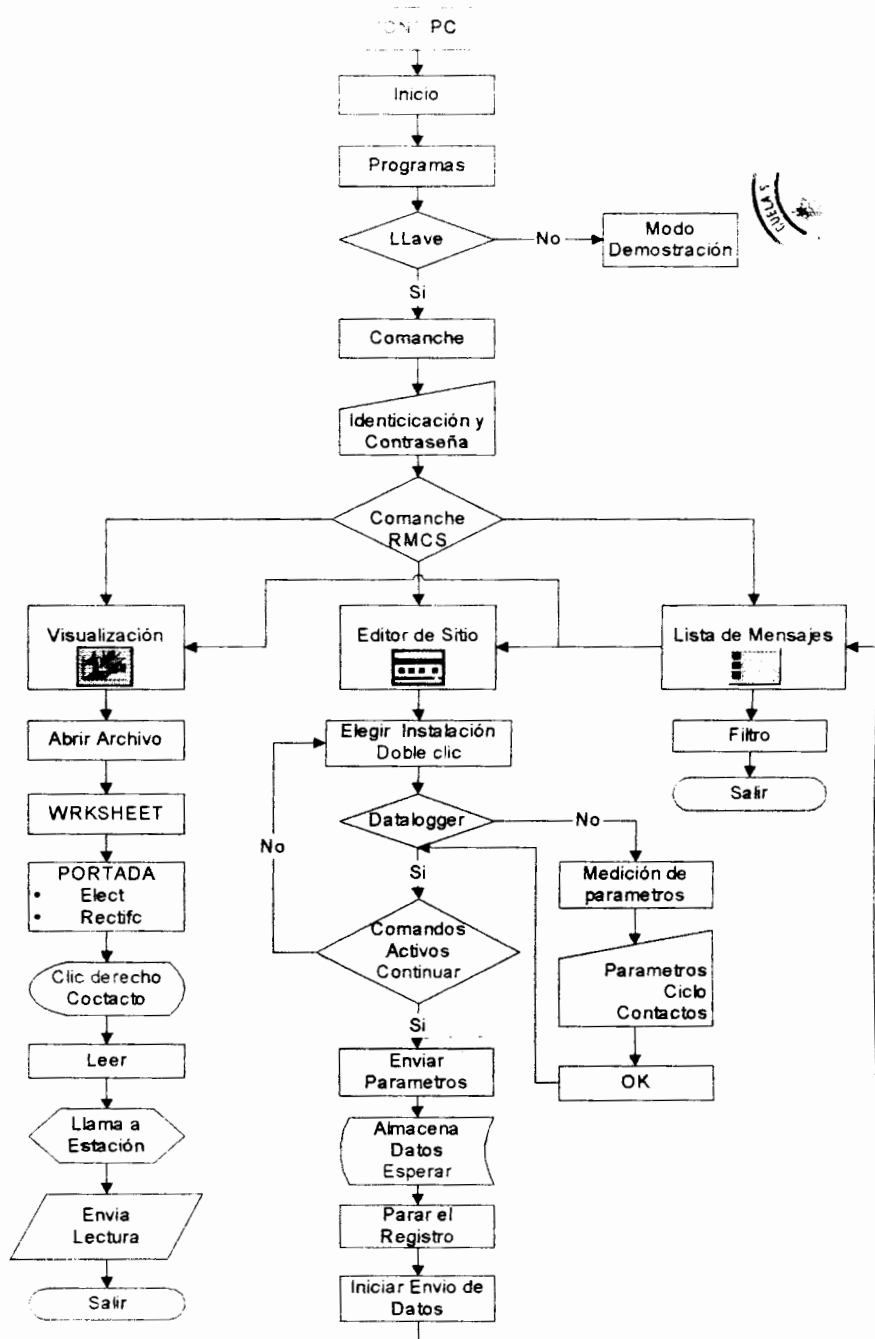 PC
Inicio
Programas
LLave
No
Modo
Demostración
Si
Comanche
Identicicación y
Contraseña
Comanche
RMCS
Visualización
Editor de Sitio
Lista de Mensajes
Abrir Archivo
Elegir Instalación
Doble clic
Filtro
Salir
WRKSHEET
Datalogger
No
No
Si
PORTADA
• Elect
• Rectifc
Medición de
parametros
Comandos
Activos
Continuar
Clic derecho
Coctacto
Parametros
Ciclo
Contactos
Si
Leer
Enviar
Parametros
OK
Llama a
Estación
Almacena
Datos
Esperar
Envia
Lectura
Parar el
Registro
Salir
Iniciar Envio de
Datos